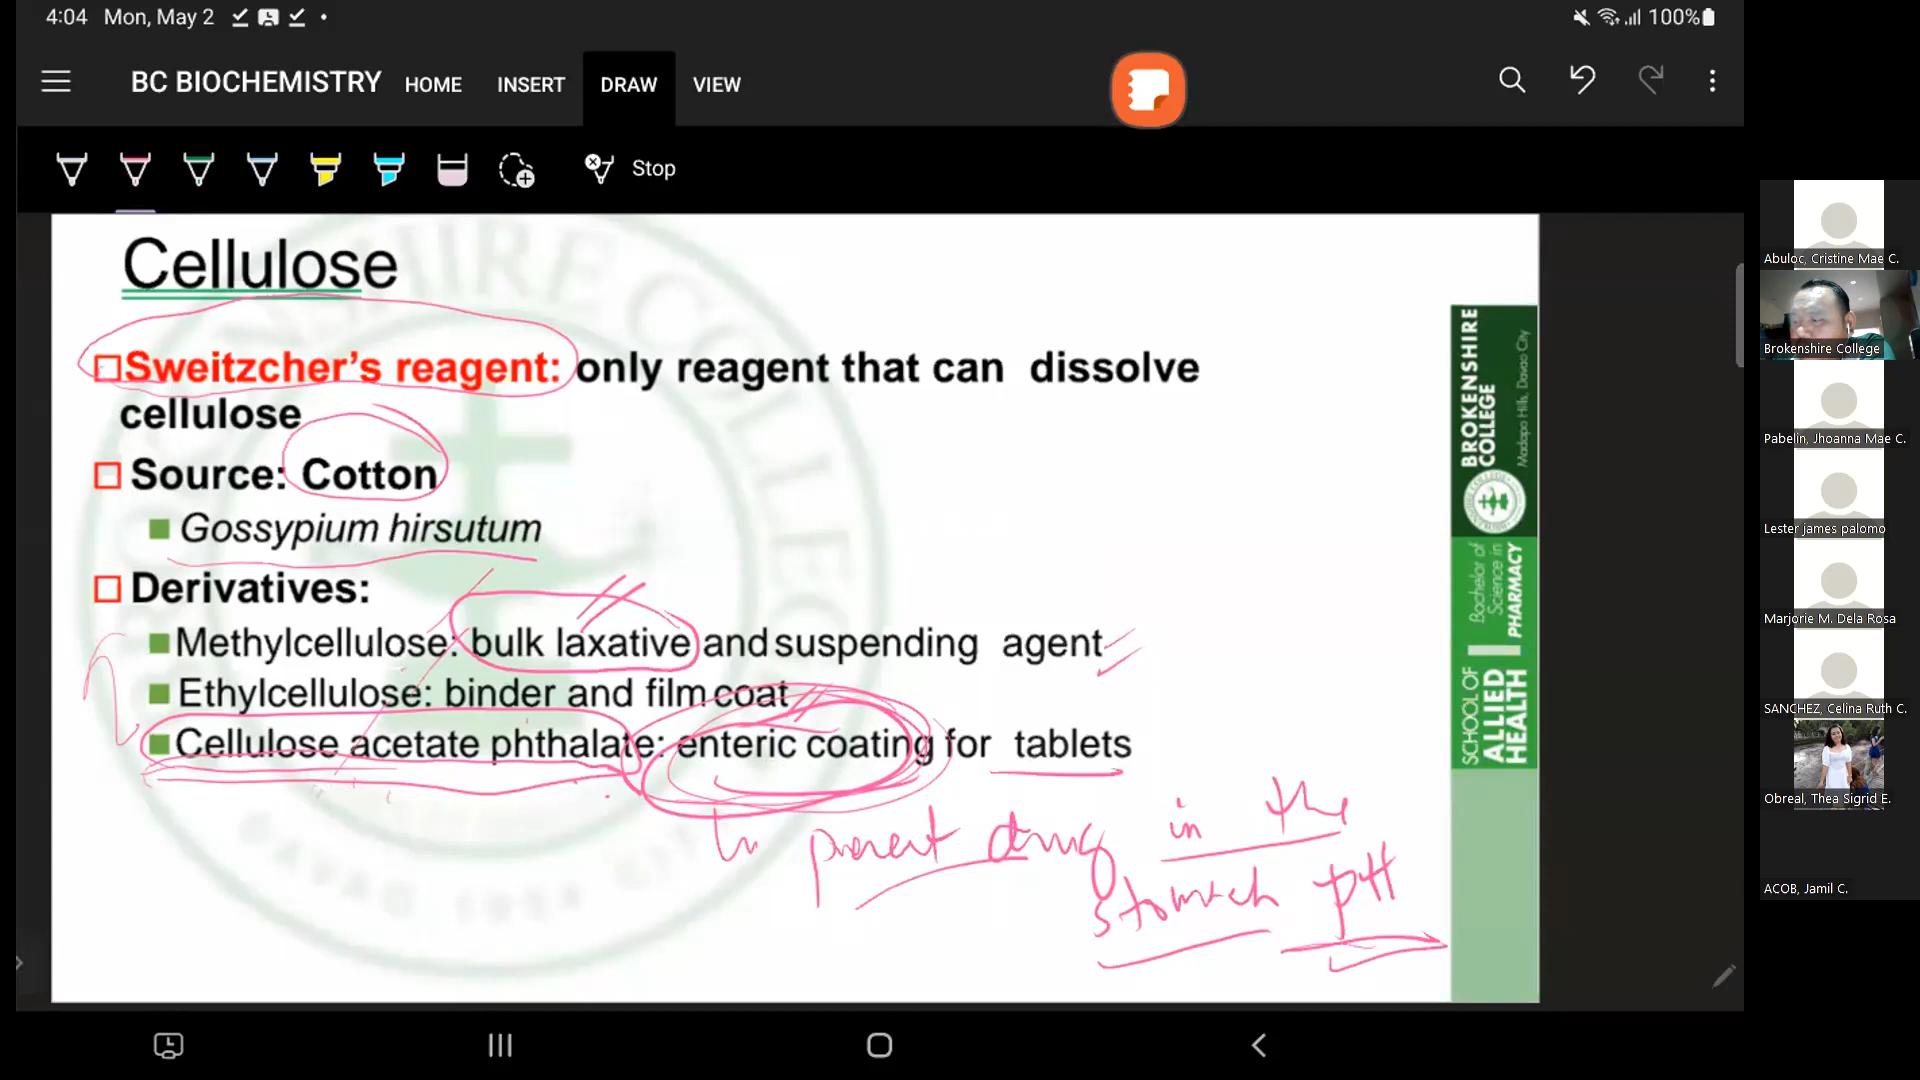 4:04 Mon, May 2
100%
BC BIOCHEMISTRY HOME INSERT DRAW VIEW
Stop
Cellulose
Sweitzcher's reagent: only reagent that can dissolve
cellulose
Source: Cotton
Gossypium hirsutum
Derivatives:
Methylcellulose: bulk laxative and suspending agent
Ethylcellulose: binder and film coat
Cellulose acetate phthalate: enteric coating for tablets
prevent drug in the
stomach pH
BROKENSHIRE
COLLEGE
Madapo Hills, Davao City
Bachelor of
Science in
PHARMACY
SCHOOL OF
ALLIED
HEALTH
Abuloc, Cristine Mae C.
Brokenshire College
Pabelin, Jhoanna Mae C.
Lester james palomo
Marjorie M. Dela Rosa
SANCHEZ, Celina Ruth C.
Obreal, Thea Sigrid E.
ACOB, Jamil C.